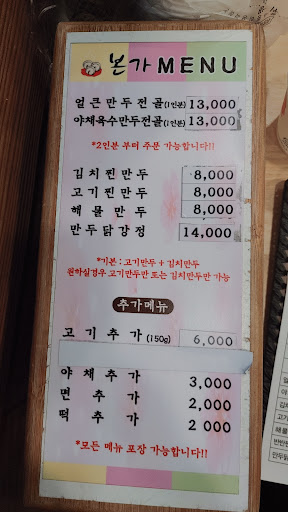 본가 MENU
얼큰만두전골(1인분) 13,000
야채육수만두전골(1인분) 13,000
*2인분 부터 주문 가능합니다!!
김치찐만두 8,000
고기찐만두 8,000
해물만두 8,000
만두닭강정 14,000
*기본 : 고기만두 + 김치만두
원하실경우 고기만두만 또는 김치만두만 가능
추가메뉴
고기추가 (150g) 6,000
야채추가 3,000
면추가 2,000
떡추가 2 000
*모든 메뉴 포장 가능합니다!!